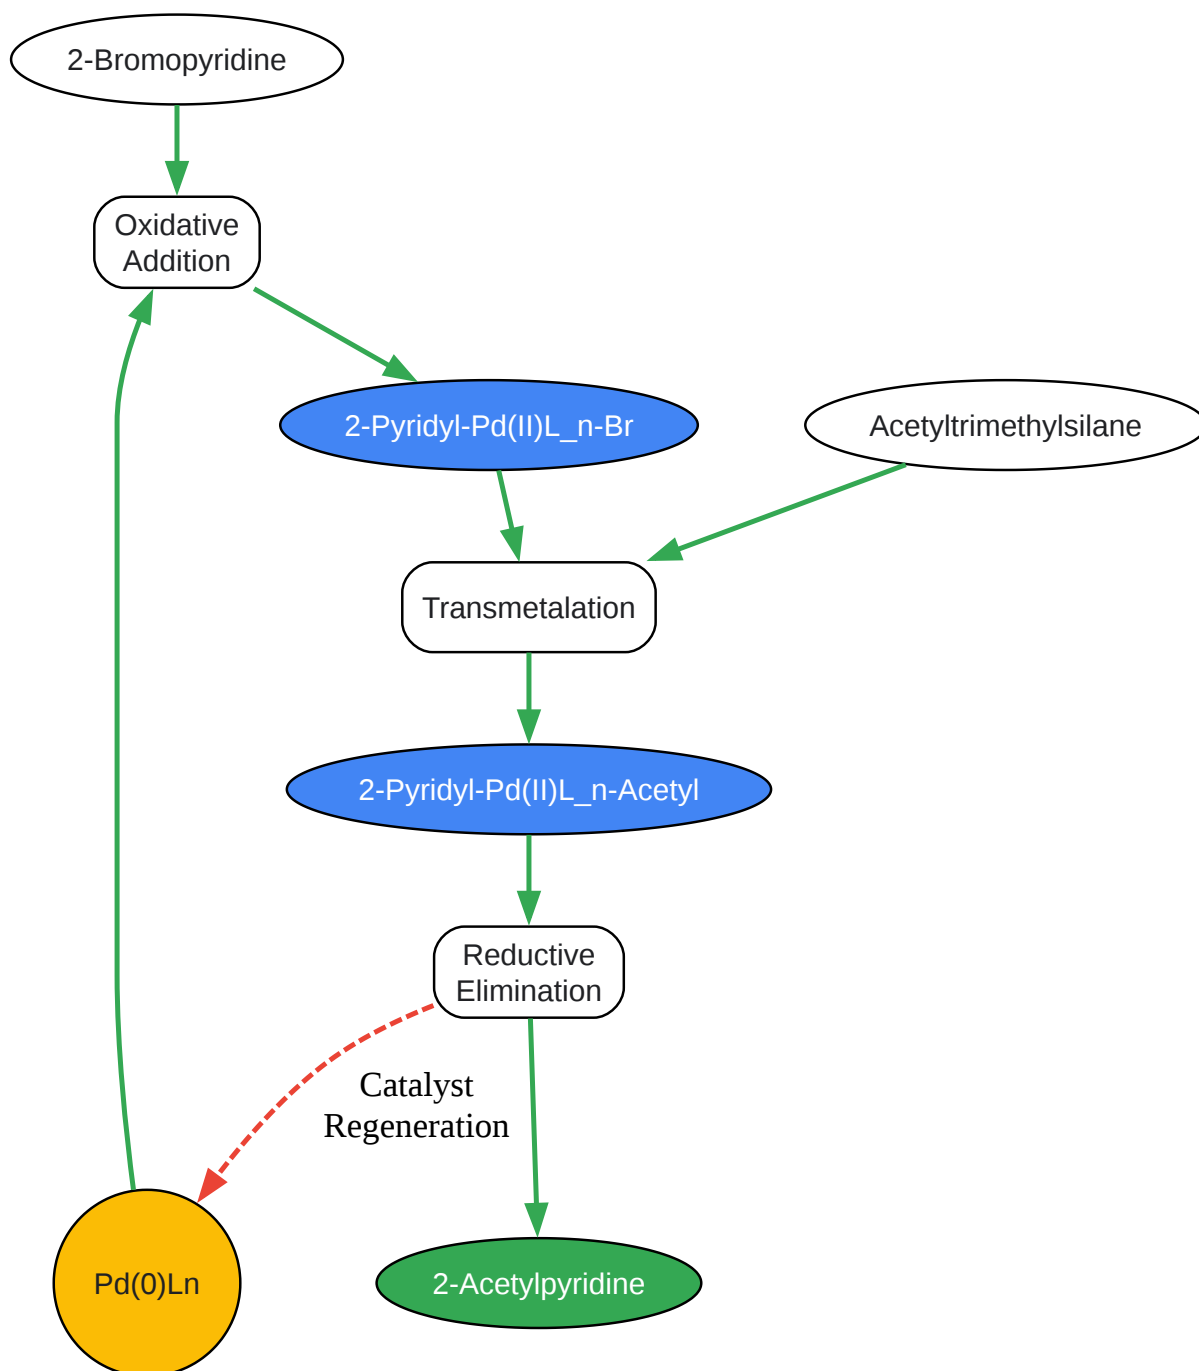 2-Bromopyridine
Oxidative
Addition
2-Pyridyl-Pd(II)L_n-Br
Acetyltrimethylsilane
Transmetalation
2-Pyridyl-Pd(II)L_n-Acetyl
Reductive
Elimination
Catalyst
Regeneration
Pd(0)Ln
2-Acetylpyridine